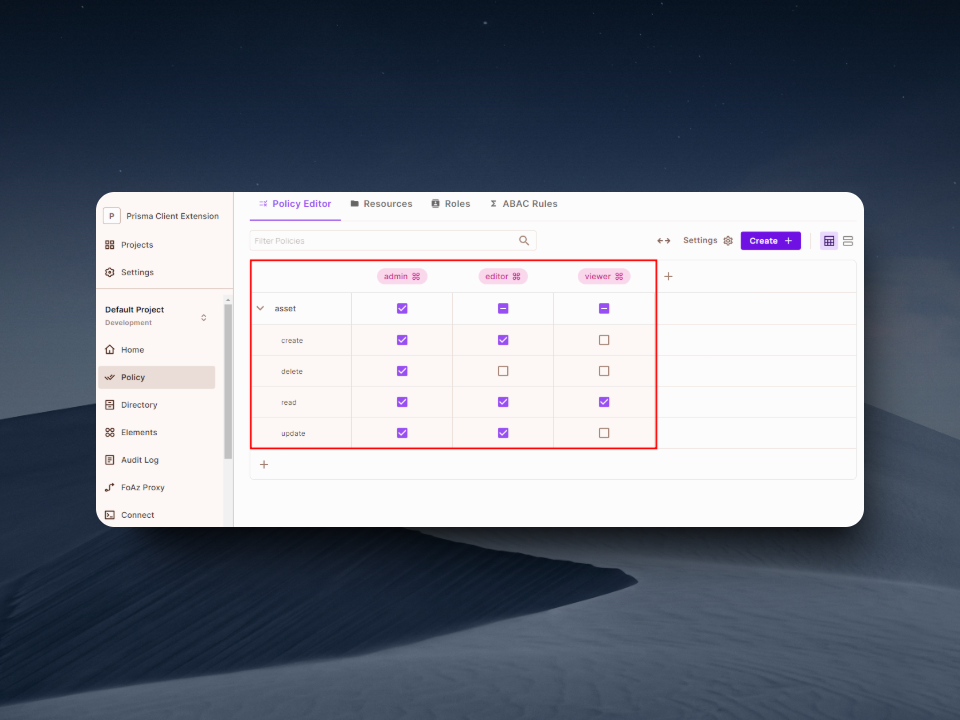 P Prisma Client Extension
Projects
Settings
Default Project
Development
Home
Policy
Directory
Elements
Audit Log
FoAz Proxy
Connect
Policy Editor Resources Roles ABAC Rules
Filter Policies Settings Create +
admin editor viewer
asset
create
delete
read
update